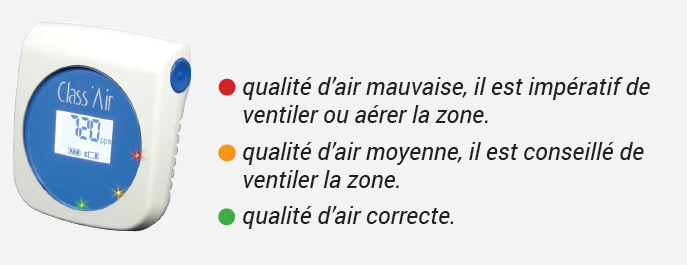 Class'Air
720 ppm
qualité d’air mauvaise, il est impératif de
ventiler ou aérer la zone.
qualité d’air moyenne, il est conseillé de
ventiler la zone.
qualité d’air correcte.